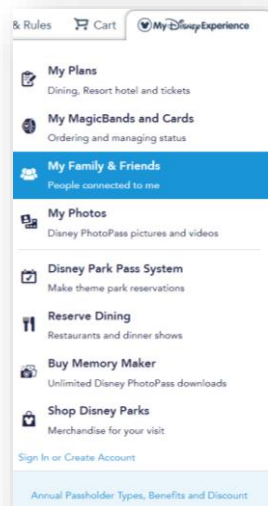 & Rules Cart My Disney Experience
My Plans
Dining, Resort hotel and tickets
My MagicBands and Cards
Ordering and managing status
My Family & Friends
People connected to me
My Photos
Disney PhotoPass pictures and videos
Disney Park Pass System
Make theme park reservations
Reserve Dining
Restaurants and dinner shows
Buy Memory Maker
Unlimited Disney PhotoPass downloads
Shop Disney Parks
Merchandise for your visit
Sign In or Create Account
Annual Passholder Types, Benefits and Discount